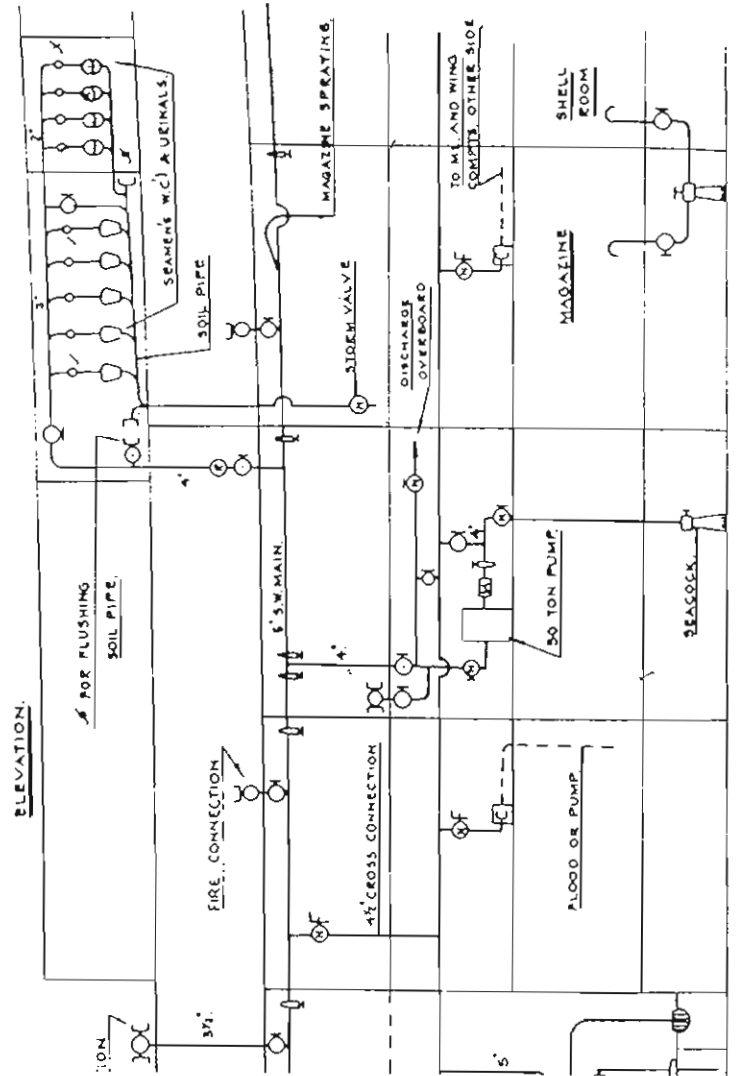 ELEVATION.
2"
3"
SEAMEN'S W.C'S & URINALS.
SOIL PIPE
FOR FLUSHING
SOIL PIPE.
4"
MAGAZINE SPRAYING.
STORM VALVE
6" S.W. MAIN.
FIRE CONNECTION
3½"
4"
DISCHARGE
OVERBOARD
4½" CROSS CONNECTION
TO ML. AND WING
COMPTS. OTHER SIDE
4"
50 TON PUMP.
FLOOD OR PUMP
SHELL
ROOM
MAGAZINE
SEACOCK.
5"